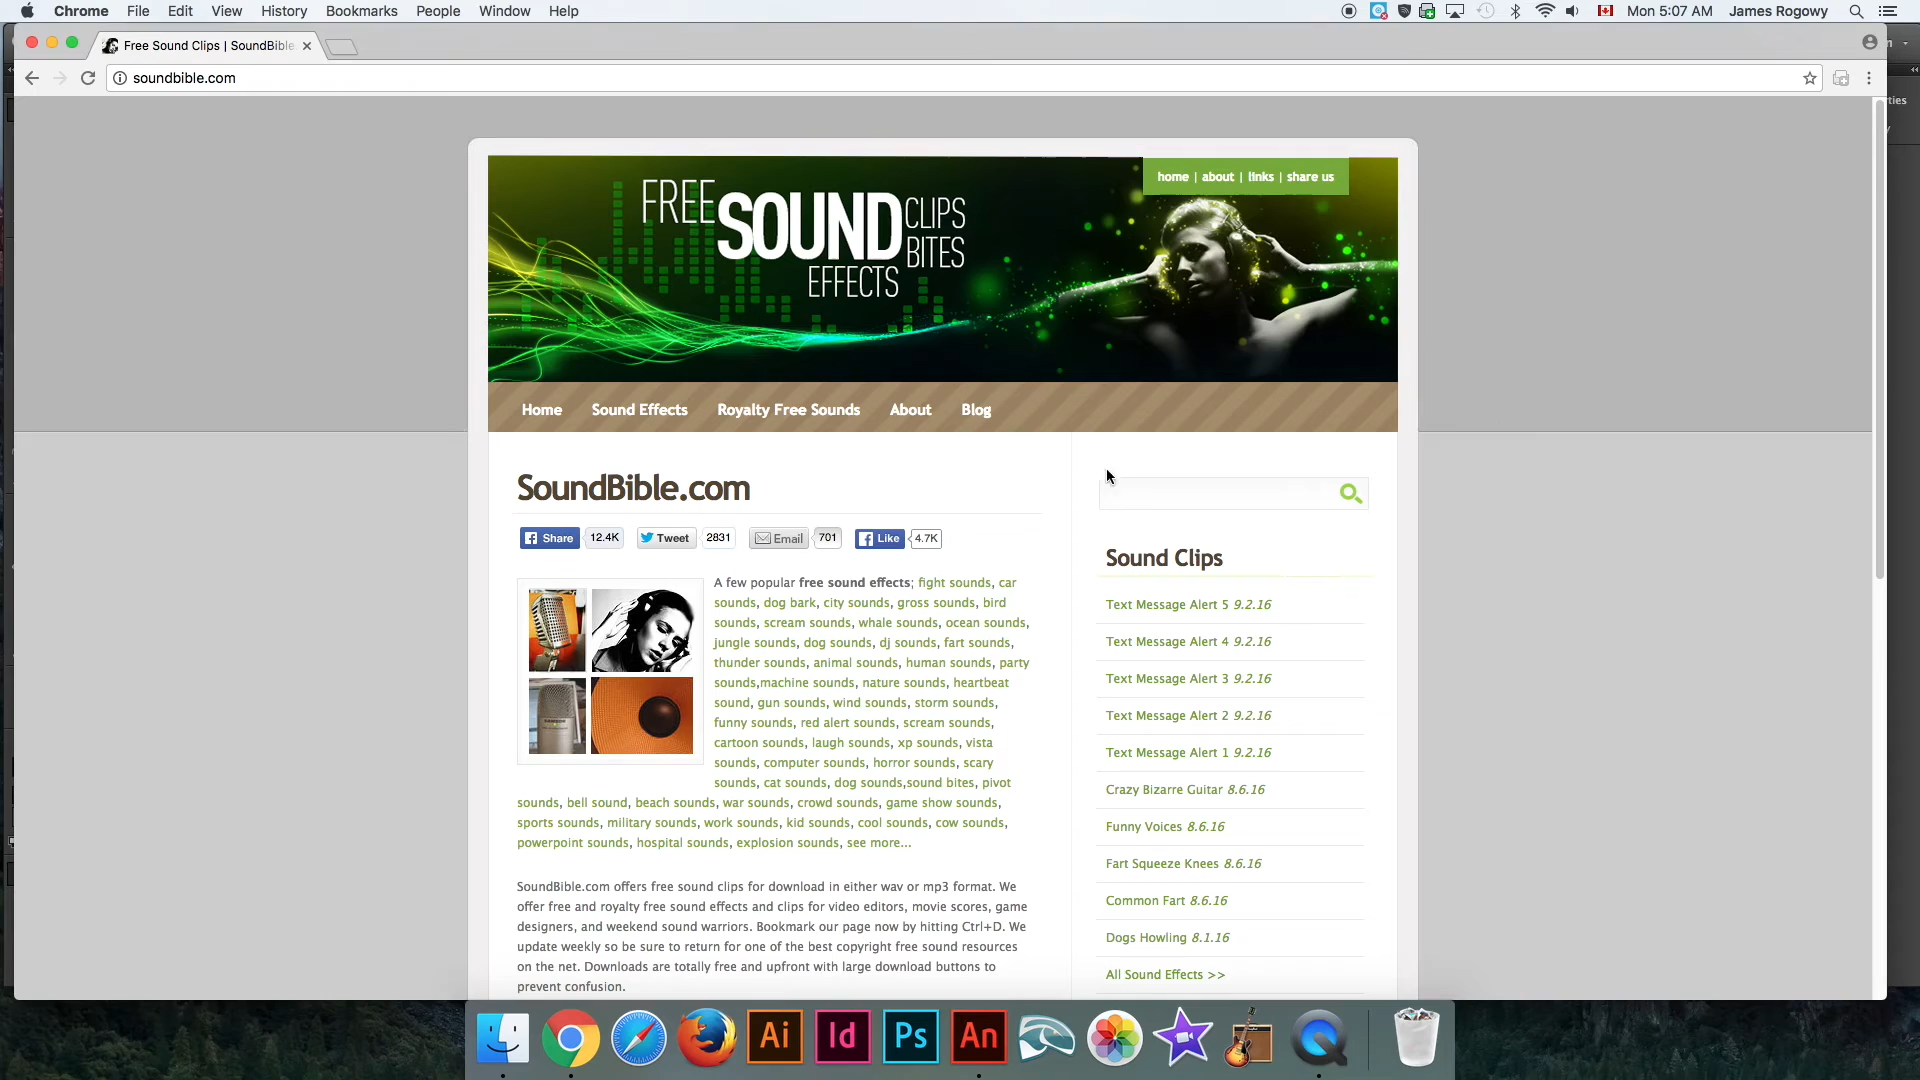 Chrome File Edit View History Bookmarks People Window Help
Mon 5:07 AM James Rogowy
Free Sound Clips | SoundBible
soundbible.com
rties
home | about | links | share us
FREE SOUND CLIPS
BITES
EFFECTS
Home Sound Effects Royalty Free Sounds About Blog
SoundBible.com
Share 12.4K Tweet 2831 Email 701 Like 4.7K
A few popular free sound effects; fight sounds, car
sounds, dog bark, city sounds, gross sounds, bird
sounds, scream sounds, whale sounds, ocean sounds,
jungle sounds, dog sounds, dj sounds, fart sounds,
thunder sounds, animal sounds, human sounds, party
sounds,machine sounds, nature sounds, heartbeat
sound, gun sounds, wind sounds, storm sounds,
funny sounds, red alert sounds, scream sounds,
cartoon sounds, laugh sounds, xp sounds, vista
sounds, computer sounds, horror sounds, scary
sounds, cat sounds, dog sounds,sound bites, pivot
sounds, bell sound, beach sounds, war sounds, crowd sounds, game show sounds,
sports sounds, military sounds, work sounds, kid sounds, cool sounds, cow sounds,
powerpoint sounds, hospital sounds, explosion sounds, see more...
SoundBible.com offers free sound clips for download in either wav or mp3 format. We
offer free and royalty free sound effects and clips for video editors, movie scores, game
designers, and weekend sound warriors. Bookmark our page now by hitting Ctrl+D. We
update weekly so be sure to return for one of the best copyright free sound resources
on the net. Downloads are totally free and upfront with large download buttons to
prevent confusion.
Sound Clips
Text Message Alert 5 9.2.16
Text Message Alert 4 9.2.16
Text Message Alert 3 9.2.16
Text Message Alert 2 9.2.16
Text Message Alert 1 9.2.16
Crazy Bizarre Guitar 8.6.16
Funny Voices 8.6.16
Fart Squeeze Knees 8.6.16
Common Fart 8.6.16
Dogs Howling 8.1.16
All Sound Effects >>
Ai Id Ps An